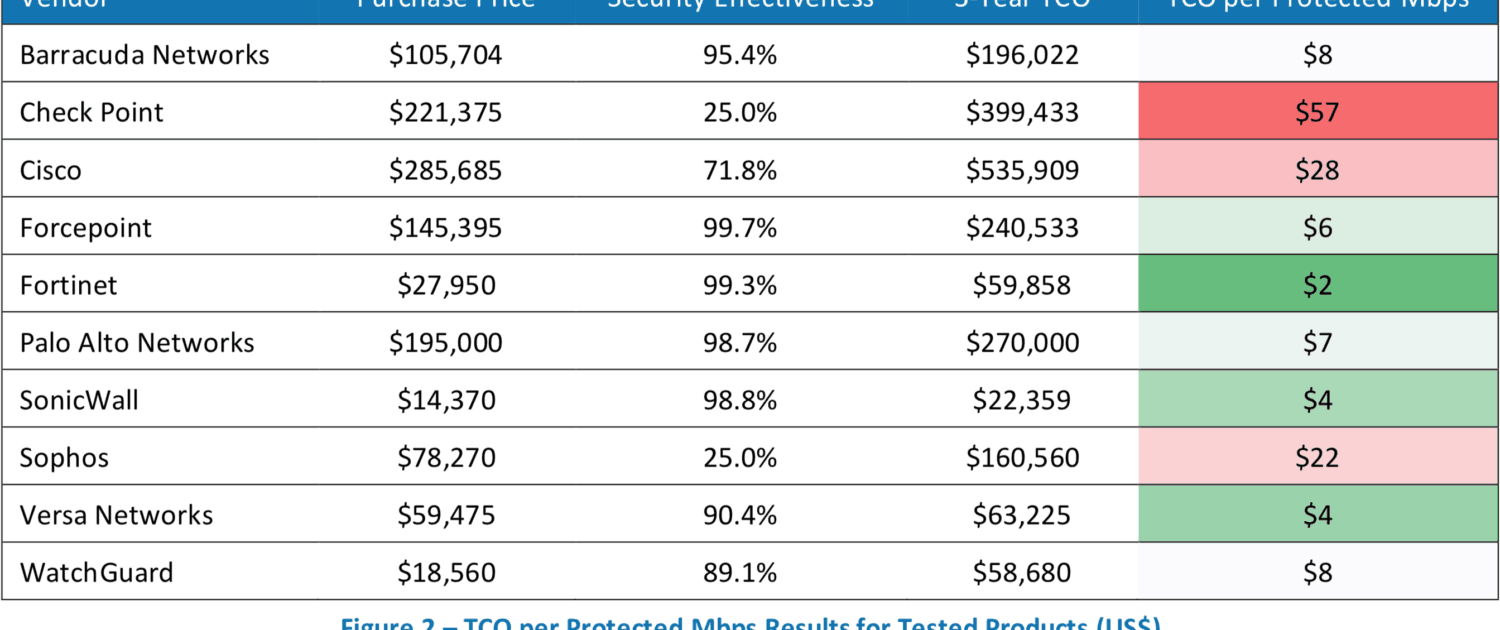 Vendor Purchase Price Security Effectiveness 3-Year TCO TCO per Protected Mbps
Barracuda Networks $105,704 95.4% $196,022 $8
Check Point $221,375 25.0% $399,433 $57
Cisco $285,685 71.8% $535,909 $28
Forcepoint $145,395 99.7% $240,533 $6
Fortinet $27,950 99.3% $59,858 $2
Palo Alto Networks $195,000 98.7% $270,000 $7
SonicWall $14,370 98.8% $22,359 $4
Sophos $78,270 25.0% $160,560 $22
Versa Networks $59,475 90.4% $63,225 $4
WatchGuard $18,560 89.1% $58,680 $8
Figure 2 – TCO per Protected Mbps Results for Tested Products (US$)